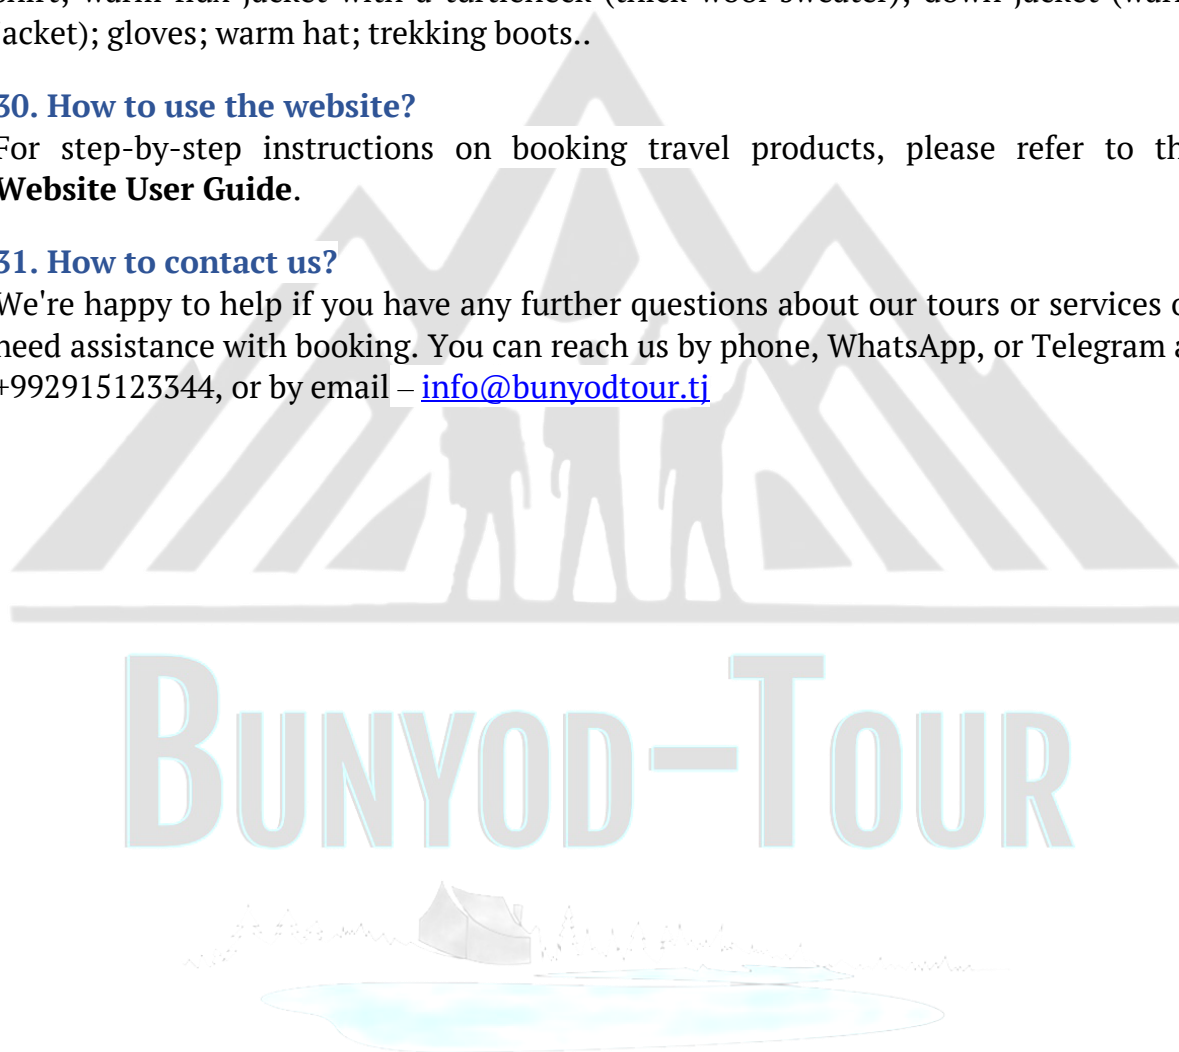 jacket); gloves; warm hat; trekking boots..
30. How to use the website?
For step-by-step instructions on booking travel products, please refer to th
Website User Guide.
31. How to contact us?
We're happy to help if you have any further questions about our tours or services o
need assistance with booking. You can reach us by phone, WhatsApp, or Telegram a
+992915123344, or by email – info@bunyodtour.tj
BUNYOD-TOUR